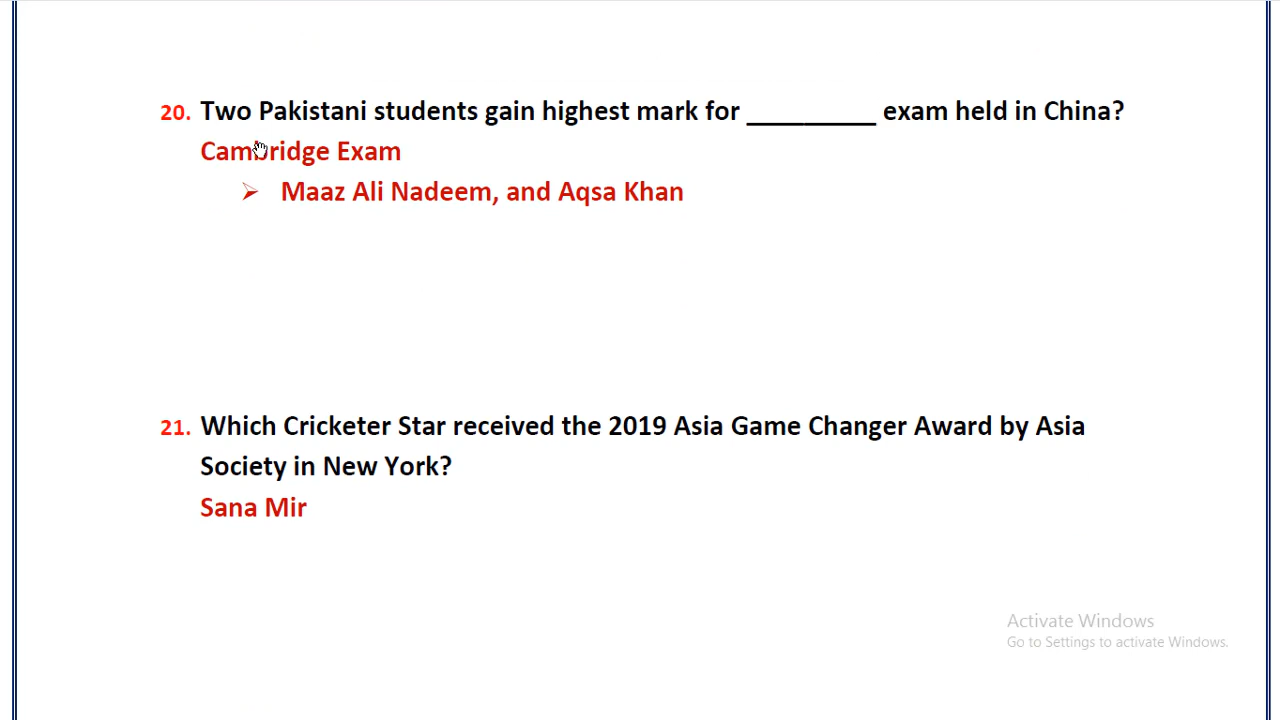 20. Two Pakistani students gain highest mark for _________ exam held in China?
Cambridge Exam
➢ Maaz Ali Nadeem, and Aqsa Khan
21. Which Cricketer Star received the 2019 Asia Game Changer Award by Asia
Society in New York?
Sana Mir
Activate Windows
Go to Settings to activate Windows.